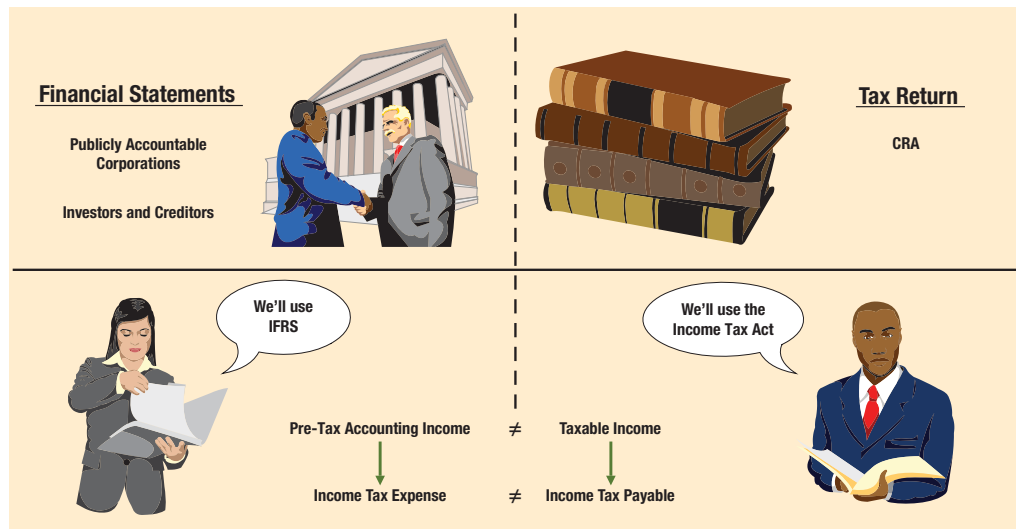 Financial Statements
Publicly Accountable
Corporations
Investors and Creditors
Tax Return
CRA
We'll use
IFRS
We'll use the
Income Tax Act
Pre-Tax Accounting Income ≠ Taxable Income
Income Tax Expense ≠ Income Tax Payable